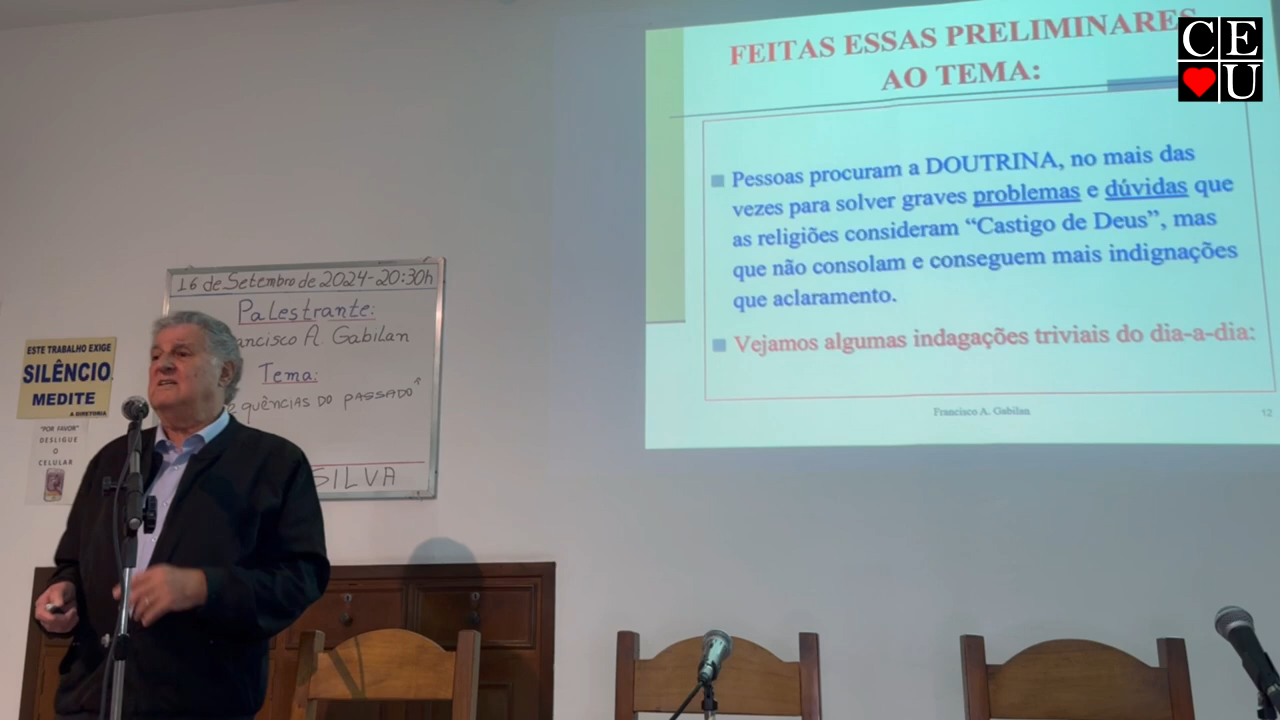 FEITAS ESSAS PRELIMINARES
AO TEMA:
Pessoas procuram a DOUTRINA, no mais das
vezes para solver graves problemas e dúvidas que
as religiões consideram “Castigo de Deus”, mas
que não consolam e conseguem mais indignações
que aclaramento.
Vejamos algumas indagações triviais do dia-a-dia:
Francisco A. Gabilan
12
CE
U
16 de Setembro de 2024-20:30h
Palestrante:
ancisco A. Gabilan
Tema:
quências do passado"
SILVA
ESTE TRABALHO EXIGE
SILÊNCIO
MEDITE
A DIRETORIA
"POR FAVOR"
DESLIGUE
O
CELULAR